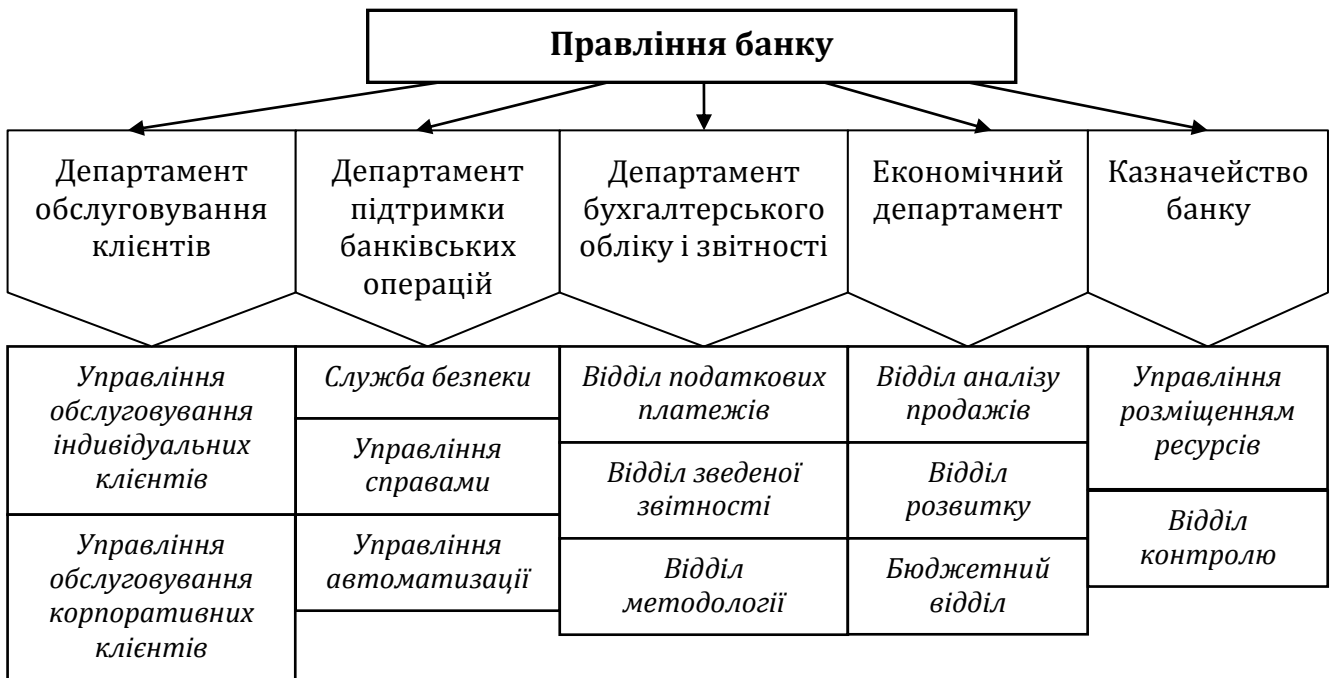 Правління банку
Департамент
обслуговування
клієнтів
Департамент
підтримки
банківських
операцій
Департамент
бухгалтерського
обліку і звітності
Економічний
департамент
Казначейство
банку
Управління
обслуговування
індивідуальних
клієнтів
Управління
обслуговування
корпоративних
клієнтів
Служба безпеки
Управління
справами
Управління
автоматизації
Відділ податкових
платежів
Відділ зведеної
звітності
Відділ
методології
Відділ аналізу
продажів
Відділ
розвитку
Бюджетний
відділ
Управління
розміщенням
ресурсів
Відділ
контролю